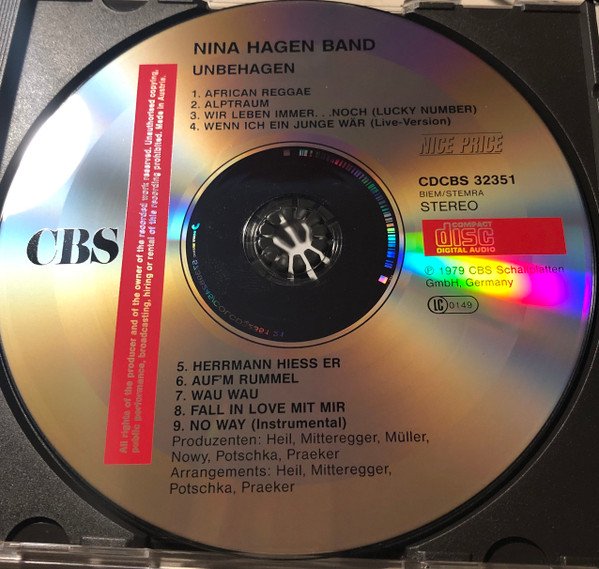 NINA HAGEN BAND
UNBEHAGEN
1. AFRICAN REGGAE
2. ALPTRAUM
3. WIR LEBEN IMMER. . .NOCH (LUCKY NUMBER)
4. WENN ICH EIN JUNGE WÄR (Live-Version)
NICE PRICE
CDCBS 32351
BIEM/STEMRA
STEREO
COMPACT
disc
DIGITAL AUDIO
℗ 1979 CBS Schallplatten
GmbH, Germany
LC 0149
CBS
All rights of the producer and of the owner of the recorded work reserved. Unauthorised copying,
public performance, broadcasting, hiring or rental of this recording prohibited. Made in Austria.
5. HERRMANN HIESS ER
6. AUF'M RUMMEL
7. WAU WAU
8. FALL IN LOVE MIT MIR
9. NO WAY (Instrumental)
Produzenten: Heil, Mitteregger, Müller,
Nowy, Potschka, Praeker
Arrangements: Heil, Mitteregger,
Potschka, Praeker